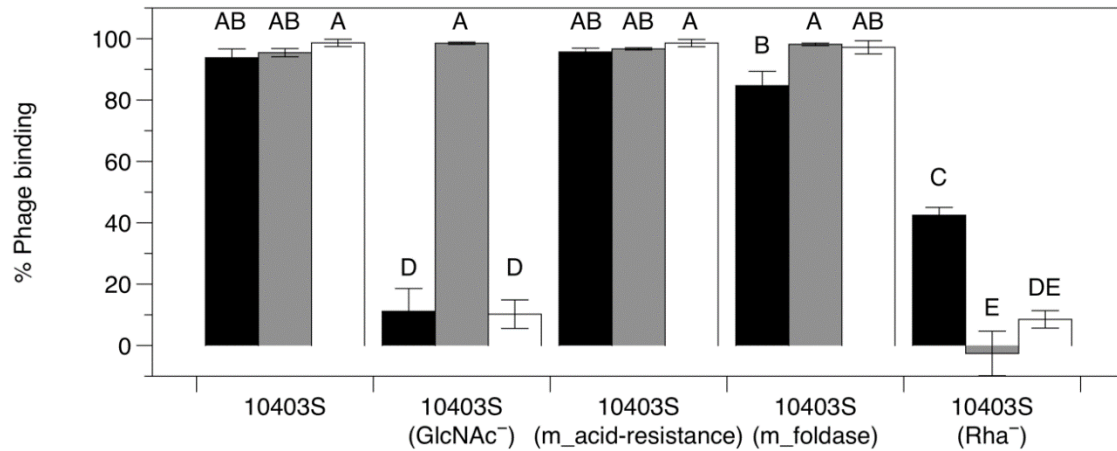 % Phage binding
100
80
60
40
20
0
AB AB A
D A D
AB AB A
B A AB
C E DE
10403S
10403S
(GlcNAc⁻)
10403S
(m_acid-resistance)
10403S
(m_foldase)
10403S
(Rha⁻)